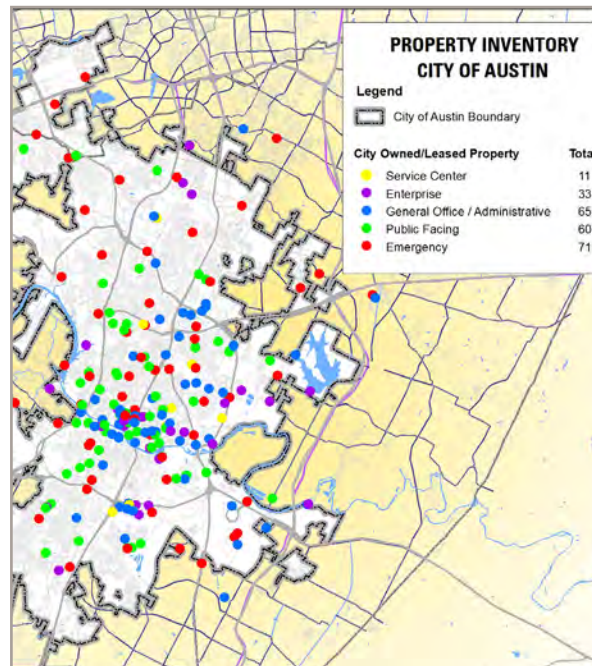 PROPERTY INVENTORY
CITY OF AUSTIN
Legend
City of Austin Boundary
City Owned/Leased Property Tota
Service Center 11
Enterprise 33
General Office / Administrative 65
Public Facing 60
Emergency 71